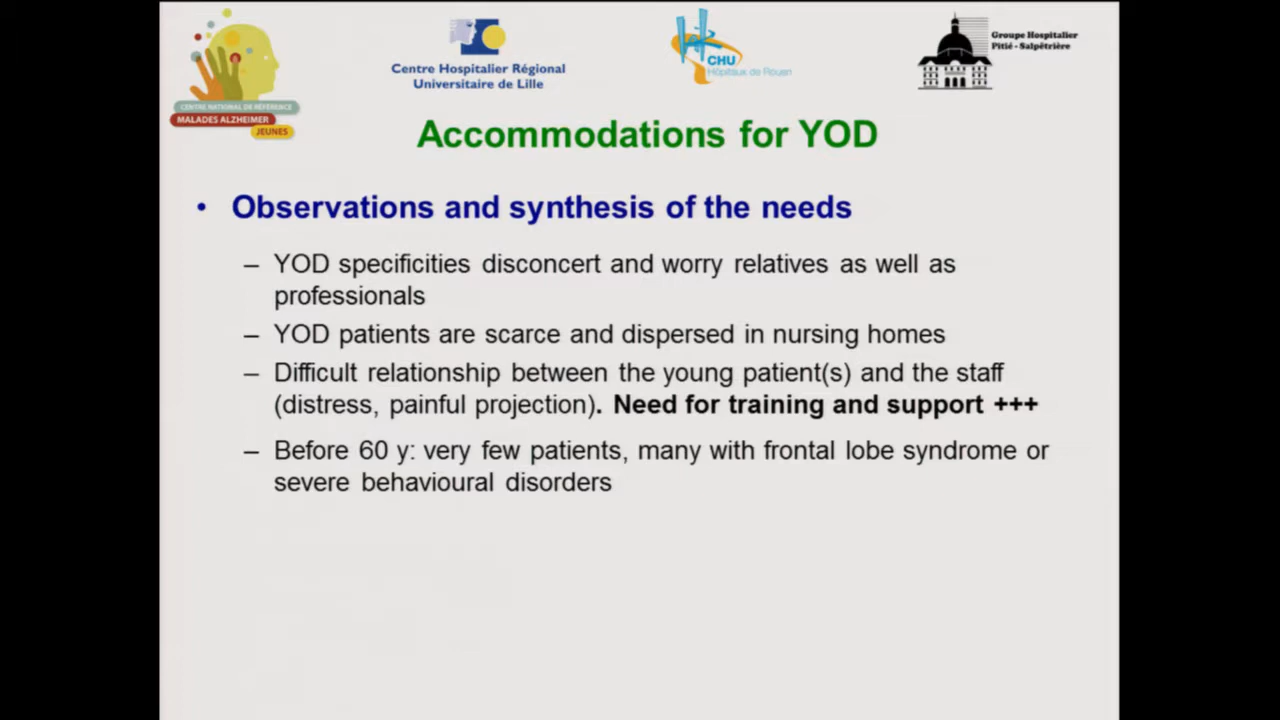 CENTRE NATIONAL DE RÉFÉRENCE
MALADES ALZHEIMER
JEUNES
Centre Hospitalier Régional
Universitaire de Lille
CHU
Hôpitaux de Rouen
Groupe Hospitalier
Pitié - Salpêtrière
Accommodations for YOD
• Observations and synthesis of the needs
– YOD specificities disconcert and worry relatives as well as
professionals
– YOD patients are scarce and dispersed in nursing homes
– Difficult relationship between the young patient(s) and the staff
(distress, painful projection). Need for training and support +++
– Before 60 y: very few patients, many with frontal lobe syndrome or
severe behavioural disorders